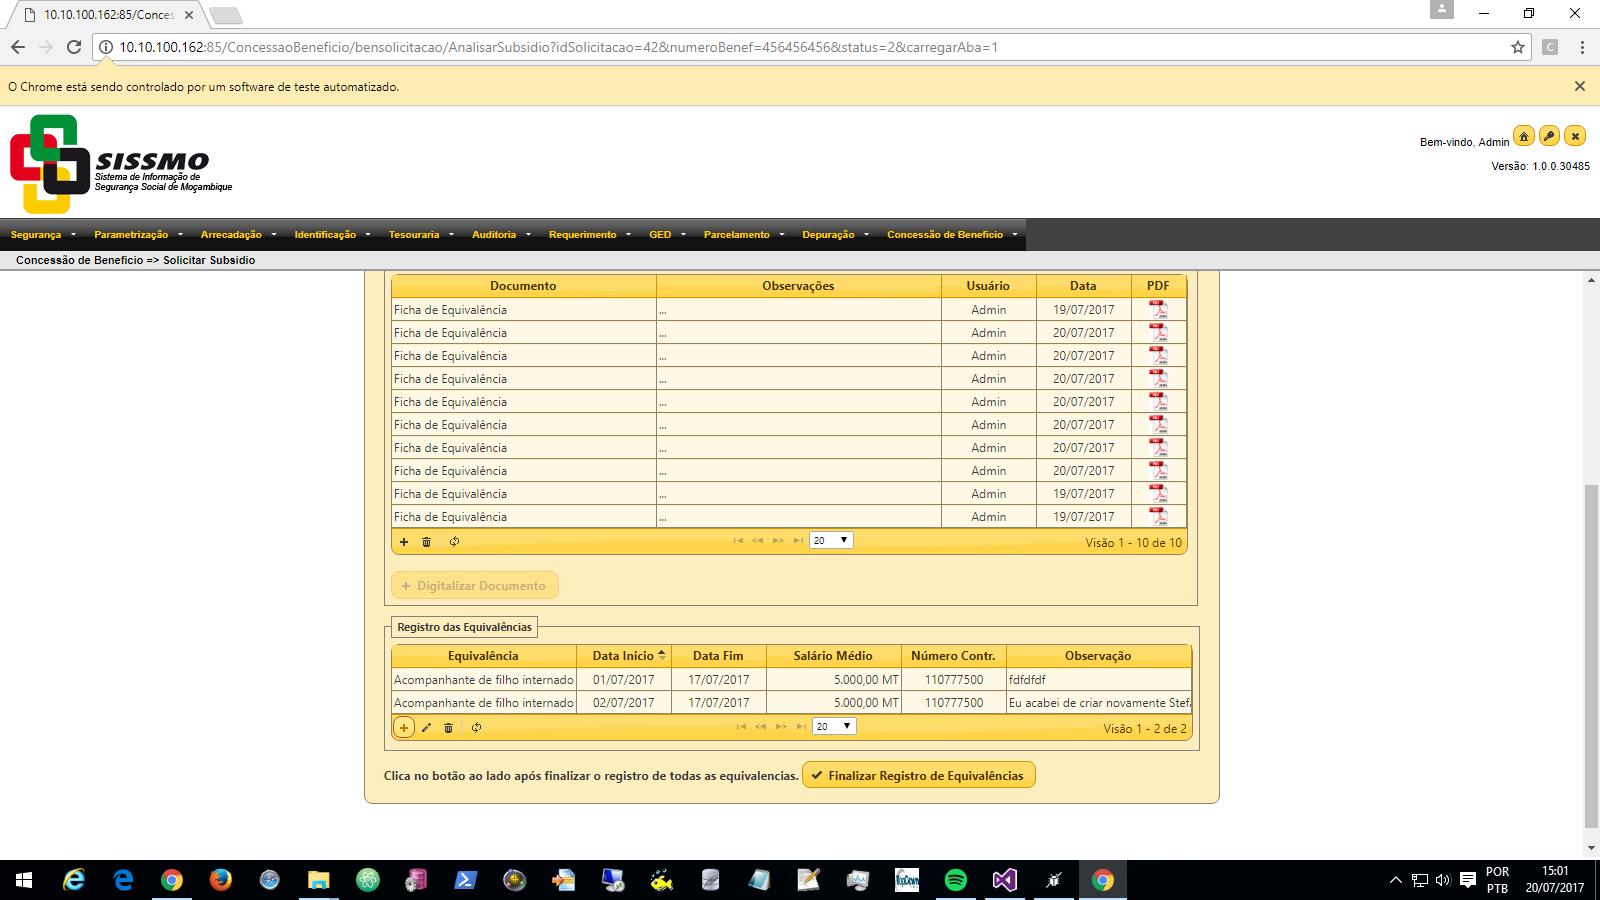 10.10.100.162:85/Conces
10.10.100.162:85/ConcessaoBeneficio/bensolicitacao/AnalisarSubsidio?idSolicitacao=42&numeroBenef=456456456&status=2&carregarAba=1
C
O Chrome está sendo controlado por um software de teste automatizado.
SISSMO
Sistema de Informação de
Segurança Social de Moçambique
Bem-vindo, Admin
Versão: 1.0.0.30485
Segurança Parametrização Arrecadação Identificação Tesouraria Auditoria Requerimento GED Parcelamento Depuração Concessão de Benefício
Concessão de Benefício => Solicitar Subsidio
Documento Observações Usuário Data PDF
Ficha de Equivalência ... Admin 19/07/2017
Ficha de Equivalência ... Admin 20/07/2017
Ficha de Equivalência ... Admin 20/07/2017
Ficha de Equivalência ... Admin 20/07/2017
Ficha de Equivalência ... Admin 20/07/2017
Ficha de Equivalência ... Admin 20/07/2017
Ficha de Equivalência ... Admin 20/07/2017
Ficha de Equivalência ... Admin 20/07/2017
Ficha de Equivalência ... Admin 19/07/2017
Ficha de Equivalência ... Admin 19/07/2017
20 Visão 1 - 10 de 10
+ Digitalizar Documento
Registro das Equivalências
Equivalência Data Inicio Data Fim Salário Médio Número Contr. Observação
Acompanhante de filho internado 01/07/2017 17/07/2017 5.000,00 MT 110777500 fdfdfdf
Acompanhante de filho internado 02/07/2017 17/07/2017 5.000,00 MT 110777500 Eu acabei de criar novamente Stef
20 Visão 1 - 2 de 2
Clica no botão ao lado após finalizar o registro de todas as equivalencias. Finalizar Registro de Equivalências
POR
PTB
15:01
20/07/2017